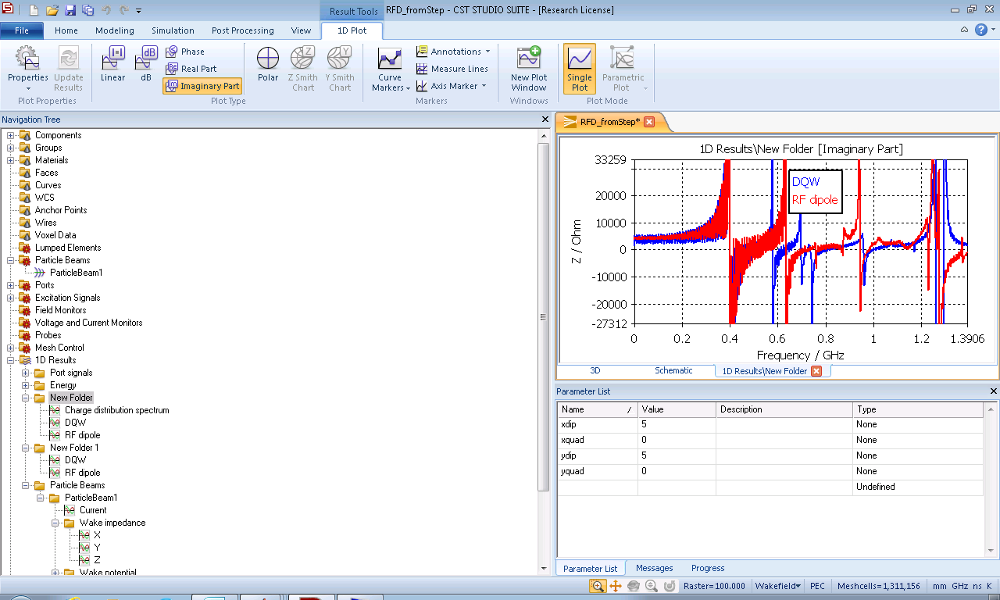 Result Tools
RFD_fromStep - CST STUDIO SUITE - [Research License]
File
Home
Modeling
Simulation
Post Processing
View
1D Plot
Properties
Update
Results
Plot Properties
Linear
dB
Phase
Real Part
Imaginary Part
Plot Type
Polar
Z Smith
Chart
Y Smith
Chart
Curve
Markers
Annotations
Measure Lines
Axis Marker
Markers
New Plot
Window
Windows
Single
Plot
Parametric
Plot
Plot Mode
Navigation Tree
Components
Groups
Materials
Faces
Curves
WCS
Anchor Points
Wires
Voxel Data
Lumped Elements
Particle Beams
ParticleBeam1
Ports
Excitation Signals
Field Monitors
Voltage and Current Monitors
Probes
Mesh Control
1D Results
Port signals
Energy
New Folder
Charge distribution spectrum
DQW
RF dipole
New Folder 1
DQW
RF dipole
Particle Beams
ParticleBeam1
Current
Wake impedance
X
Y
Z
Wake potential
RFD_fromStep*
1D Results\New Folder [Imaginary Part]
33259
20000
10000
0
-10000
-20000
-27312
Z / Ohm
DQW
RF dipole
0 0.2 0.4 0.6 0.8 1 1.2 1.3906
Frequency / GHz
3D
Schematic
1D Results\New Folder
Parameter List
Name / Value Description Type
xdip 5 None
xquad 0 None
ydip 5 None
yquad 0 None
Undefined
Parameter List
Messages
Progress
Raster=100.000
Wakefield
PEC
Meshcells=1,311,156
mm GHz ns K